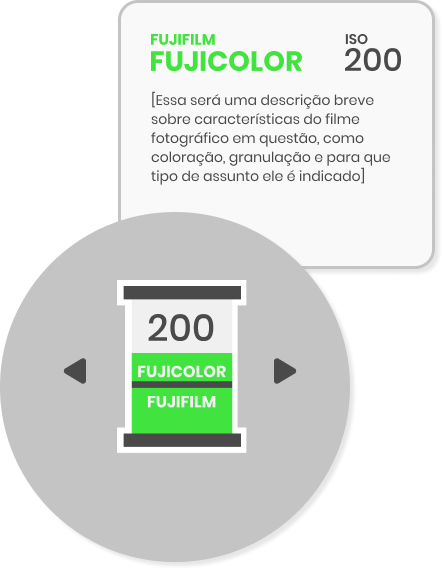 FUJIFILM
FUJICOLOR
ISO
200
[Essa será uma descrição breve
sobre características do filme
fotográfico em questão, como
coloração, granulação e para que
tipo de assunto ele é indicado]
200
FUJICOLOR
FUJIFILM